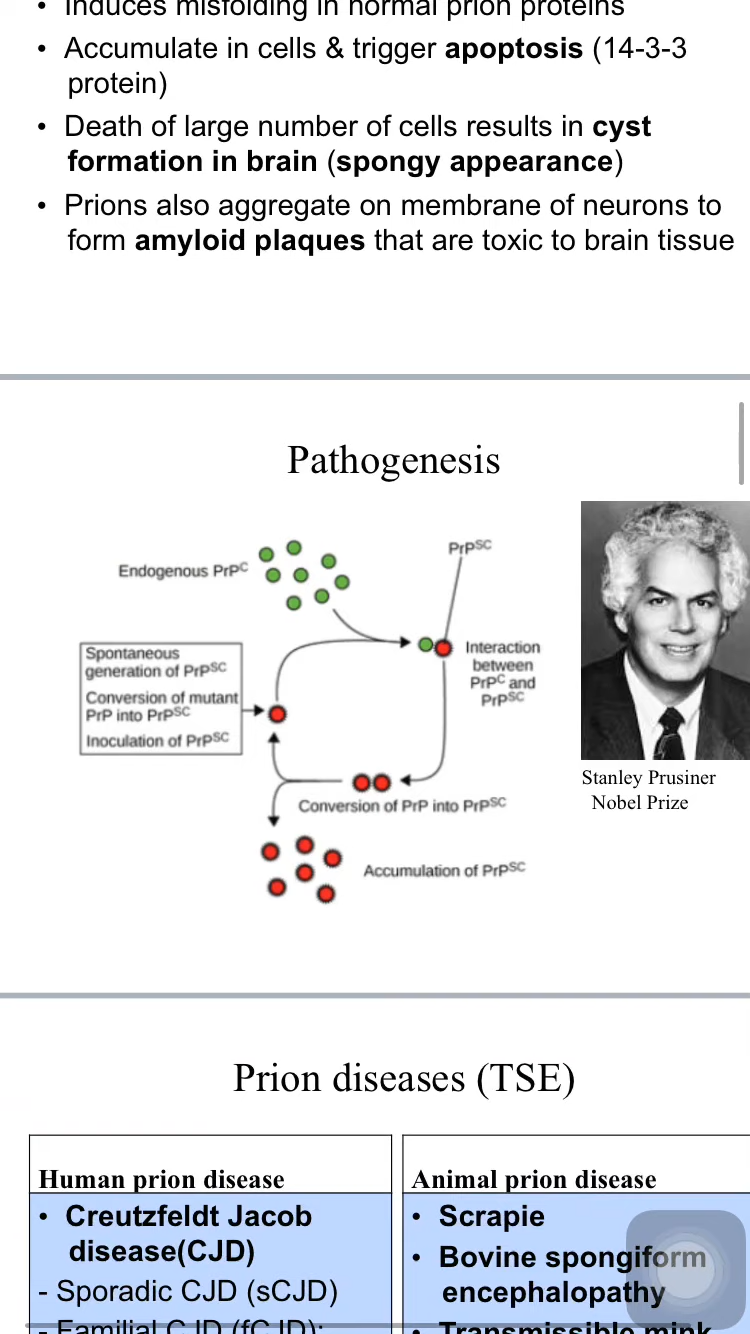 • Induces misfolding in normal prion proteins
• Accumulate in cells & trigger apoptosis (14-3-3
protein)
• Death of large number of cells results in cyst
formation in brain (spongy appearance)
• Prions also aggregate on membrane of neurons to
form amyloid plaques that are toxic to brain tissue
Pathogenesis
PrPSC
Endogenous PrPC
Spontaneous
generation of PrPSC
Conversion of mutant
PrP into PrPSC
Inoculation of PrPSC
Interaction
between
PrPC and
PrPSC
Conversion of PrP into PrPSC
Accumulation of PrPSC
Stanley Prusiner
Nobel Prize
Prion diseases (TSE)
Human prion disease
• Creutzfeldt Jacob
disease(CJD)
- Sporadic CJD (sCJD)
- Familial CJD (fCJD):
Animal prion disease
• Scrapie
• Bovine spongiform
encephalopathy
• Transmissible mink